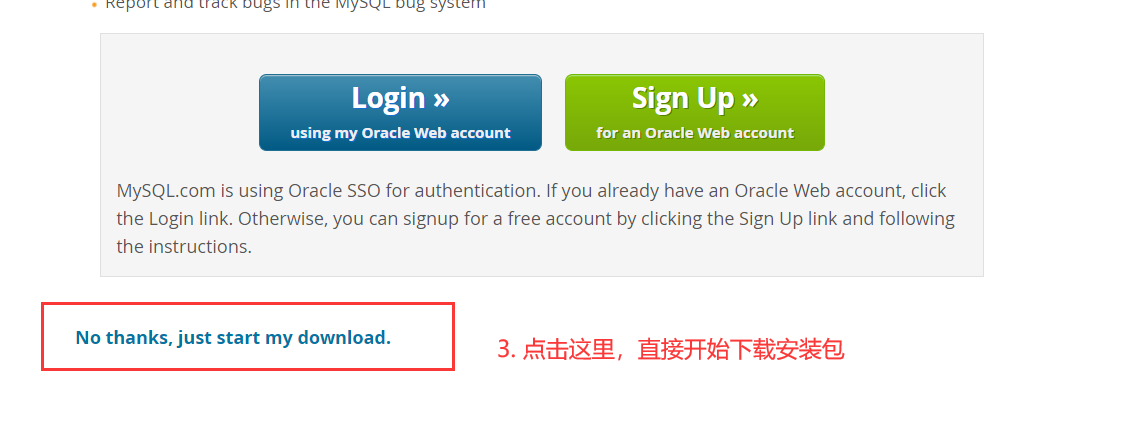 Report and track bugs in the MySQL bug system
Login »
using my Oracle Web account
Sign Up »
for an Oracle Web account
MySQL.com is using Oracle SSO for authentication. If you already have an Oracle Web account, click
the Login link. Otherwise, you can signup for a free account by clicking the Sign Up link and following
the instructions.
No thanks, just start my download.
3. 点击这里，直接开始下载安装包